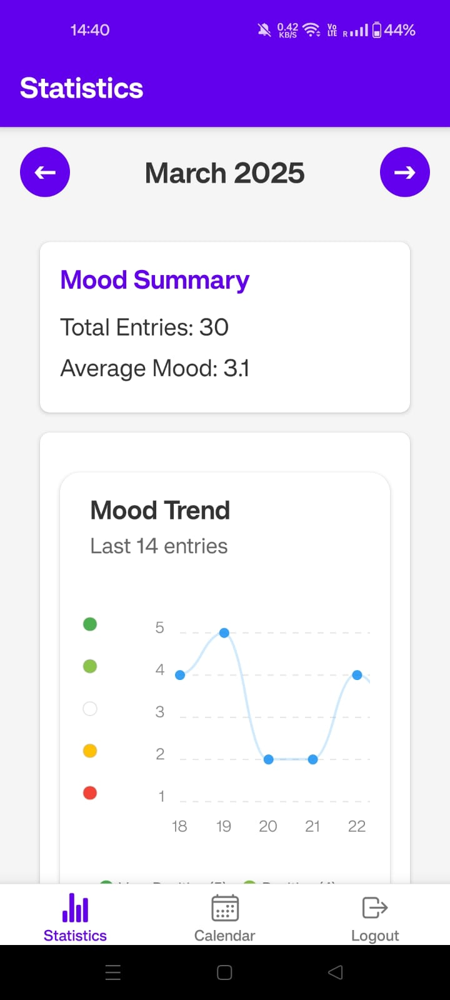 14:40 0.42 KB/S Vo LTE R 44%
Statistics
March 2025
Mood Summary
Total Entries: 30
Average Mood: 3.1
Mood Trend
Last 14 entries
5
4
3
2
1
18 19 20 21 22
Statistics Calendar Logout